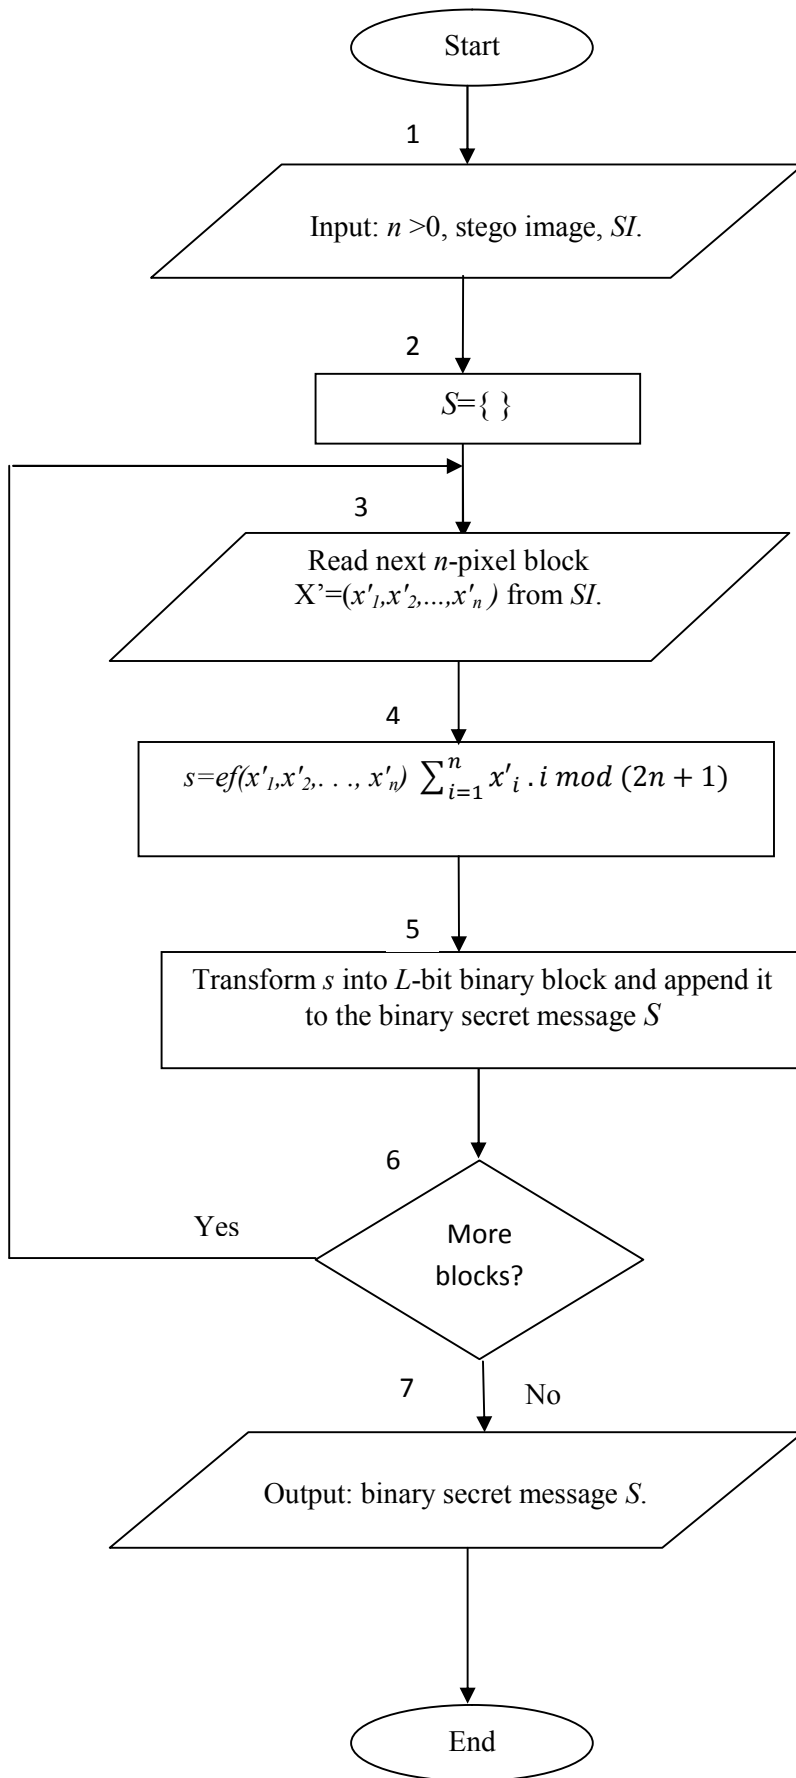 Start
1
Input: n >0, stego image, SI.
2
S={ }
3
Read next n-pixel block
X’=(x′1,x′2,...,x′n ) from SI.
4
s=ef(x′1,x′2,. . ., x′n) ∑ⁿᵢ₌₁ x′ᵢ . i mod (2n + 1)
5
Transform s into L-bit binary block and append it
to the binary secret message S
6
Yes
More
blocks?
7
No
Output: binary secret message S.
End